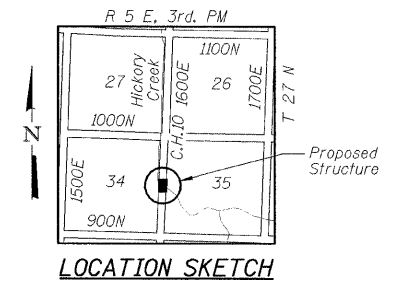 R 5 E, 3rd. PM
1100N
27
Hickory
Creek
1600E
26
1700E
T 27 N
1000N
C.H.10
N
Proposed
Structure
1500E
34
35
900N
LOCATION SKETCH